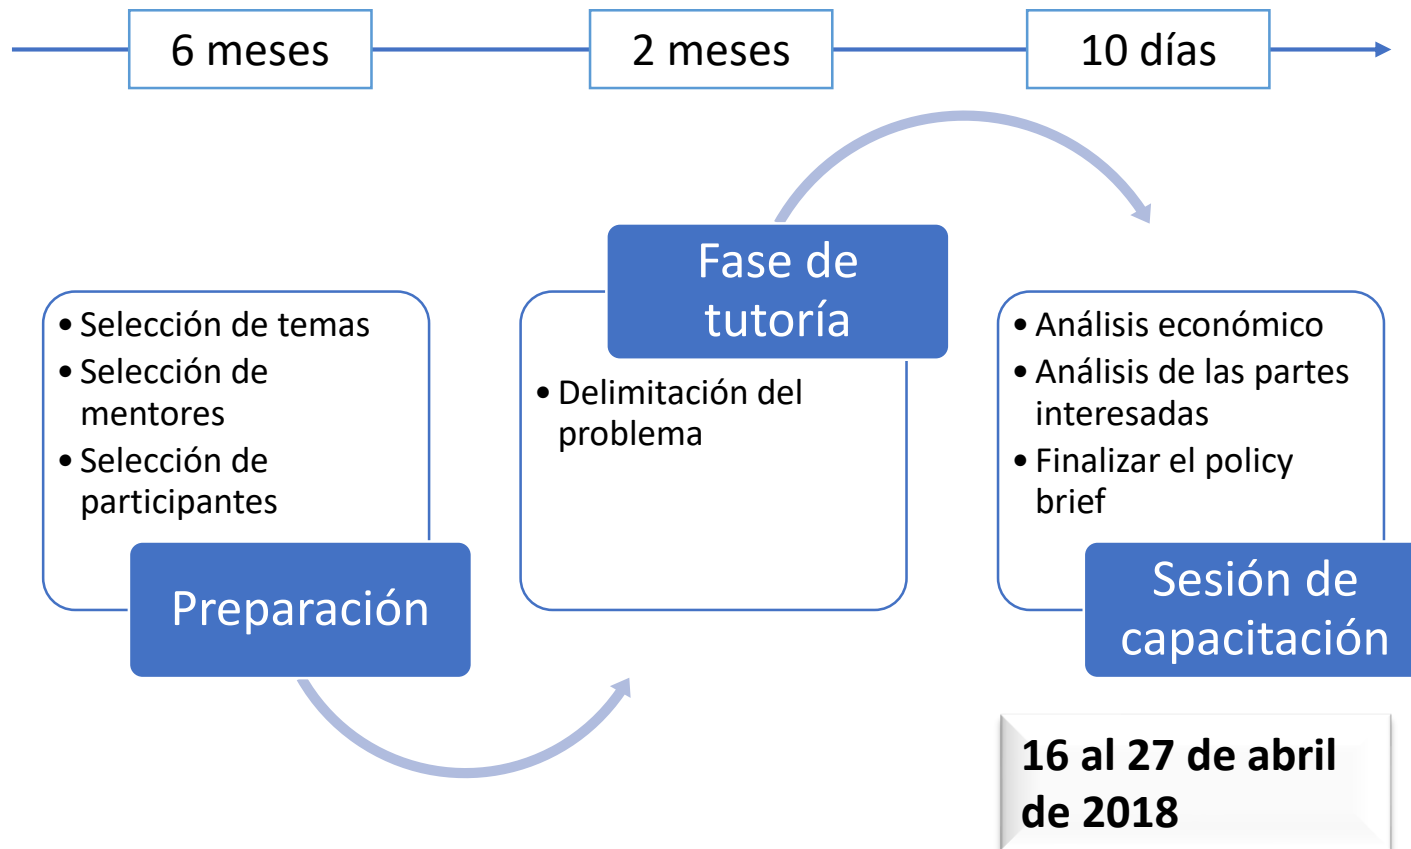 6 meses
2 meses
10 días
• Selección de temas
• Selección de
mentores
• Selección de
participantes
Preparación
Fase de
tutoría
• Delimitación del
problema
• Análisis económico
• Análisis de las partes
interesadas
• Finalizar el policy
brief
Sesión de
capacitación
16 al 27 de abril
de 2018